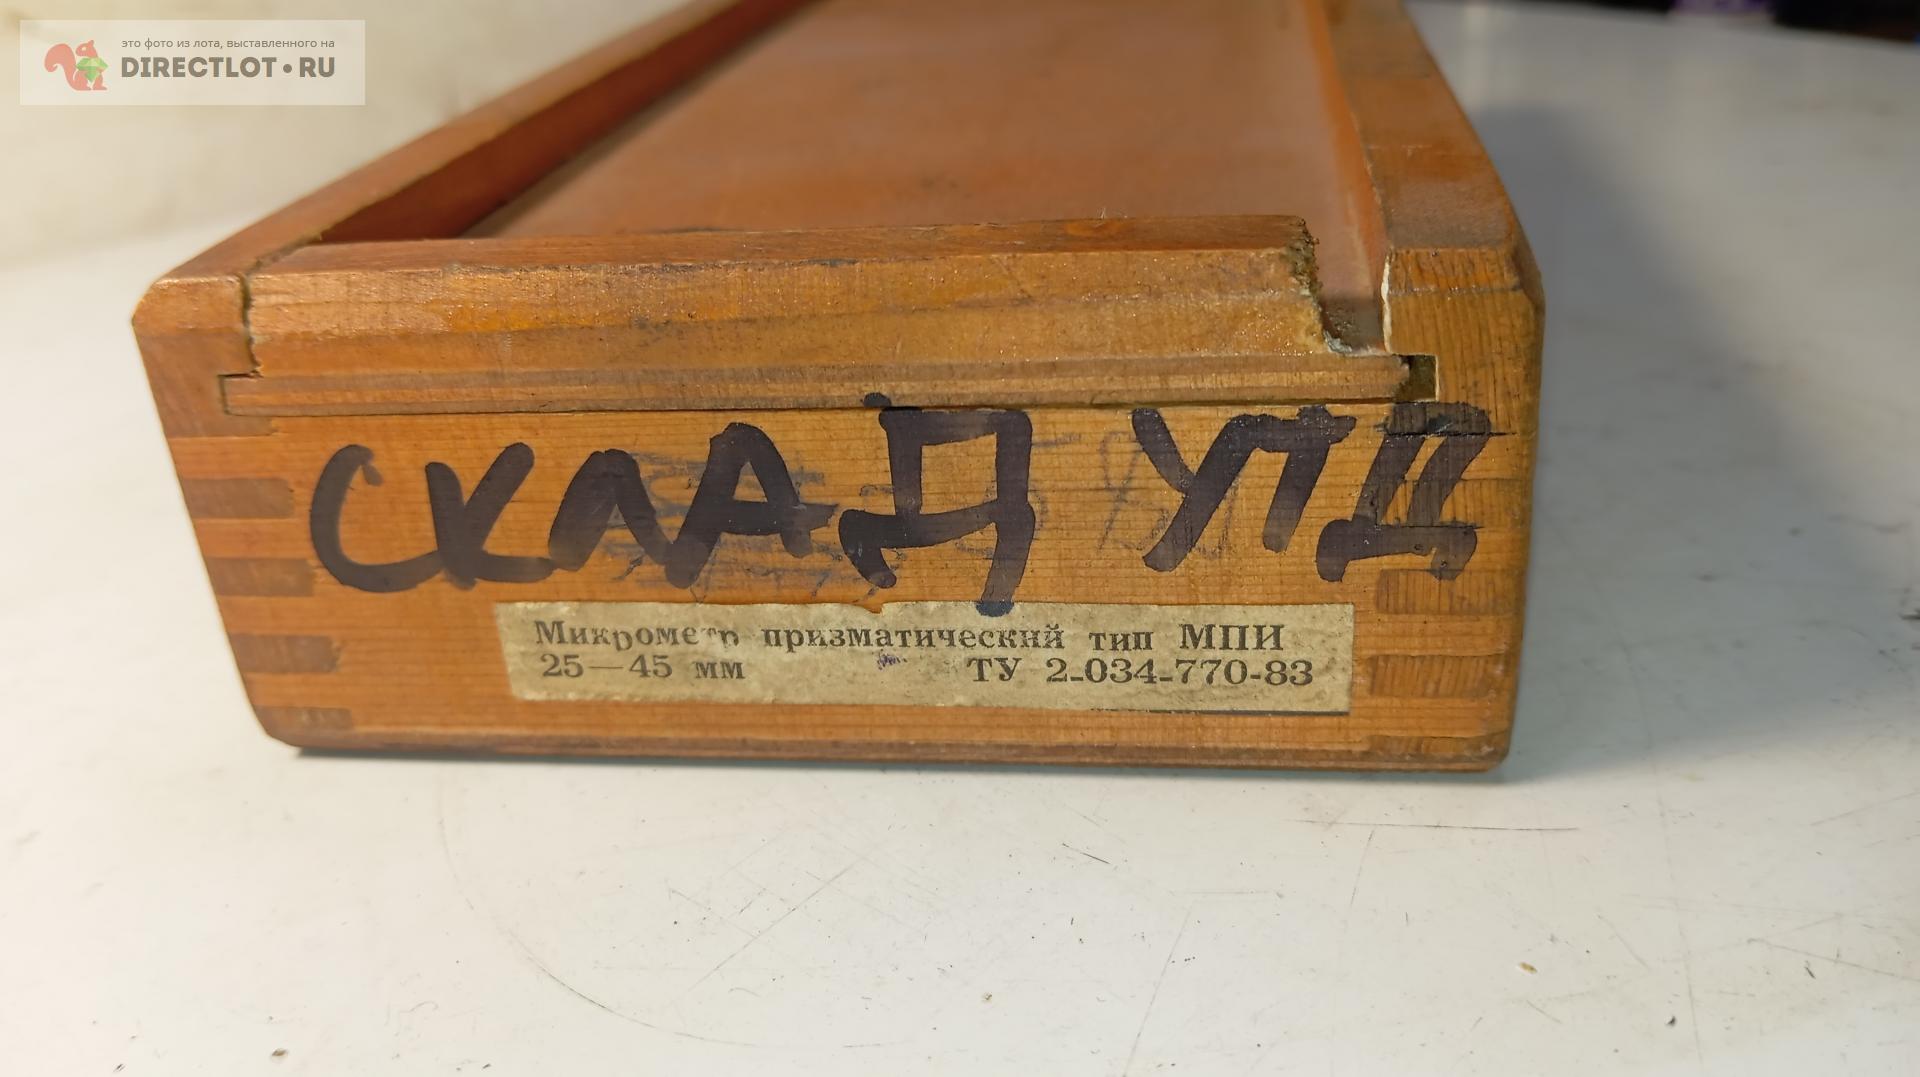 это фото из лота, выставленного на
DIRECTLOT•RU
СКЛАД УПД
Микрометр призматический тип МПИ
25—45 мм ТУ 2-034-770-83